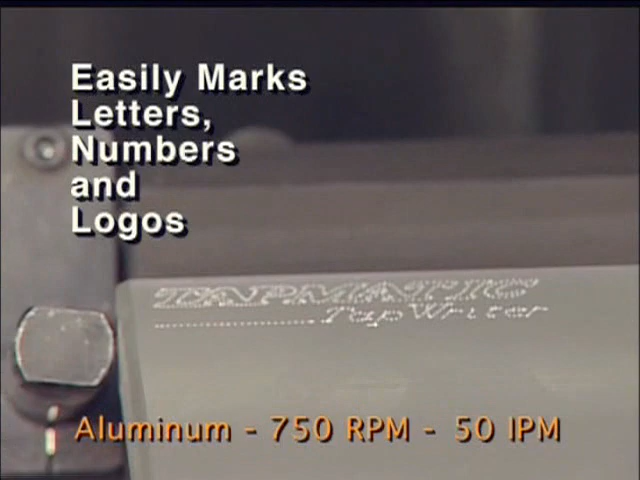 Easily Marks
Letters,
Numbers
and
Logos
TAPMATIC
TapWriter
Aluminum - 750 RPM - 50 IPM